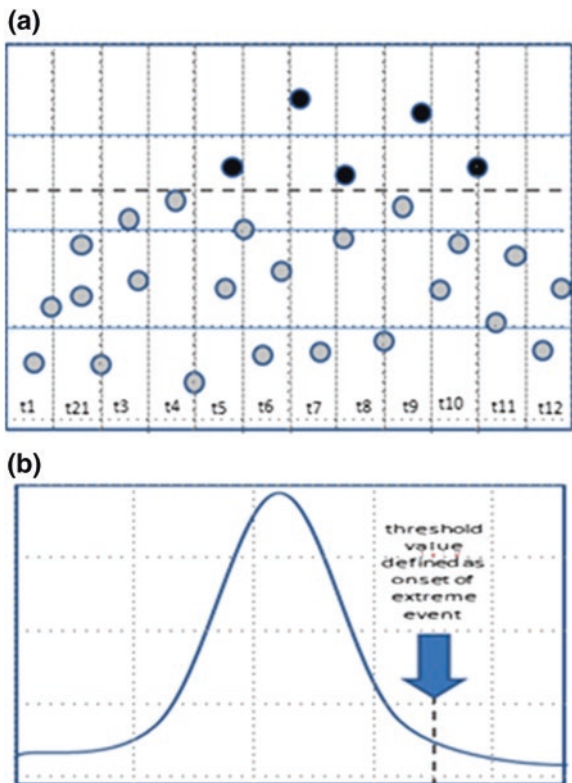 (a)
t1 t21 t3 t4 t5 t6 t7 t8 t9 t10 t11 t12
(b)
threshold
value
defined as
onset of
extreme
event